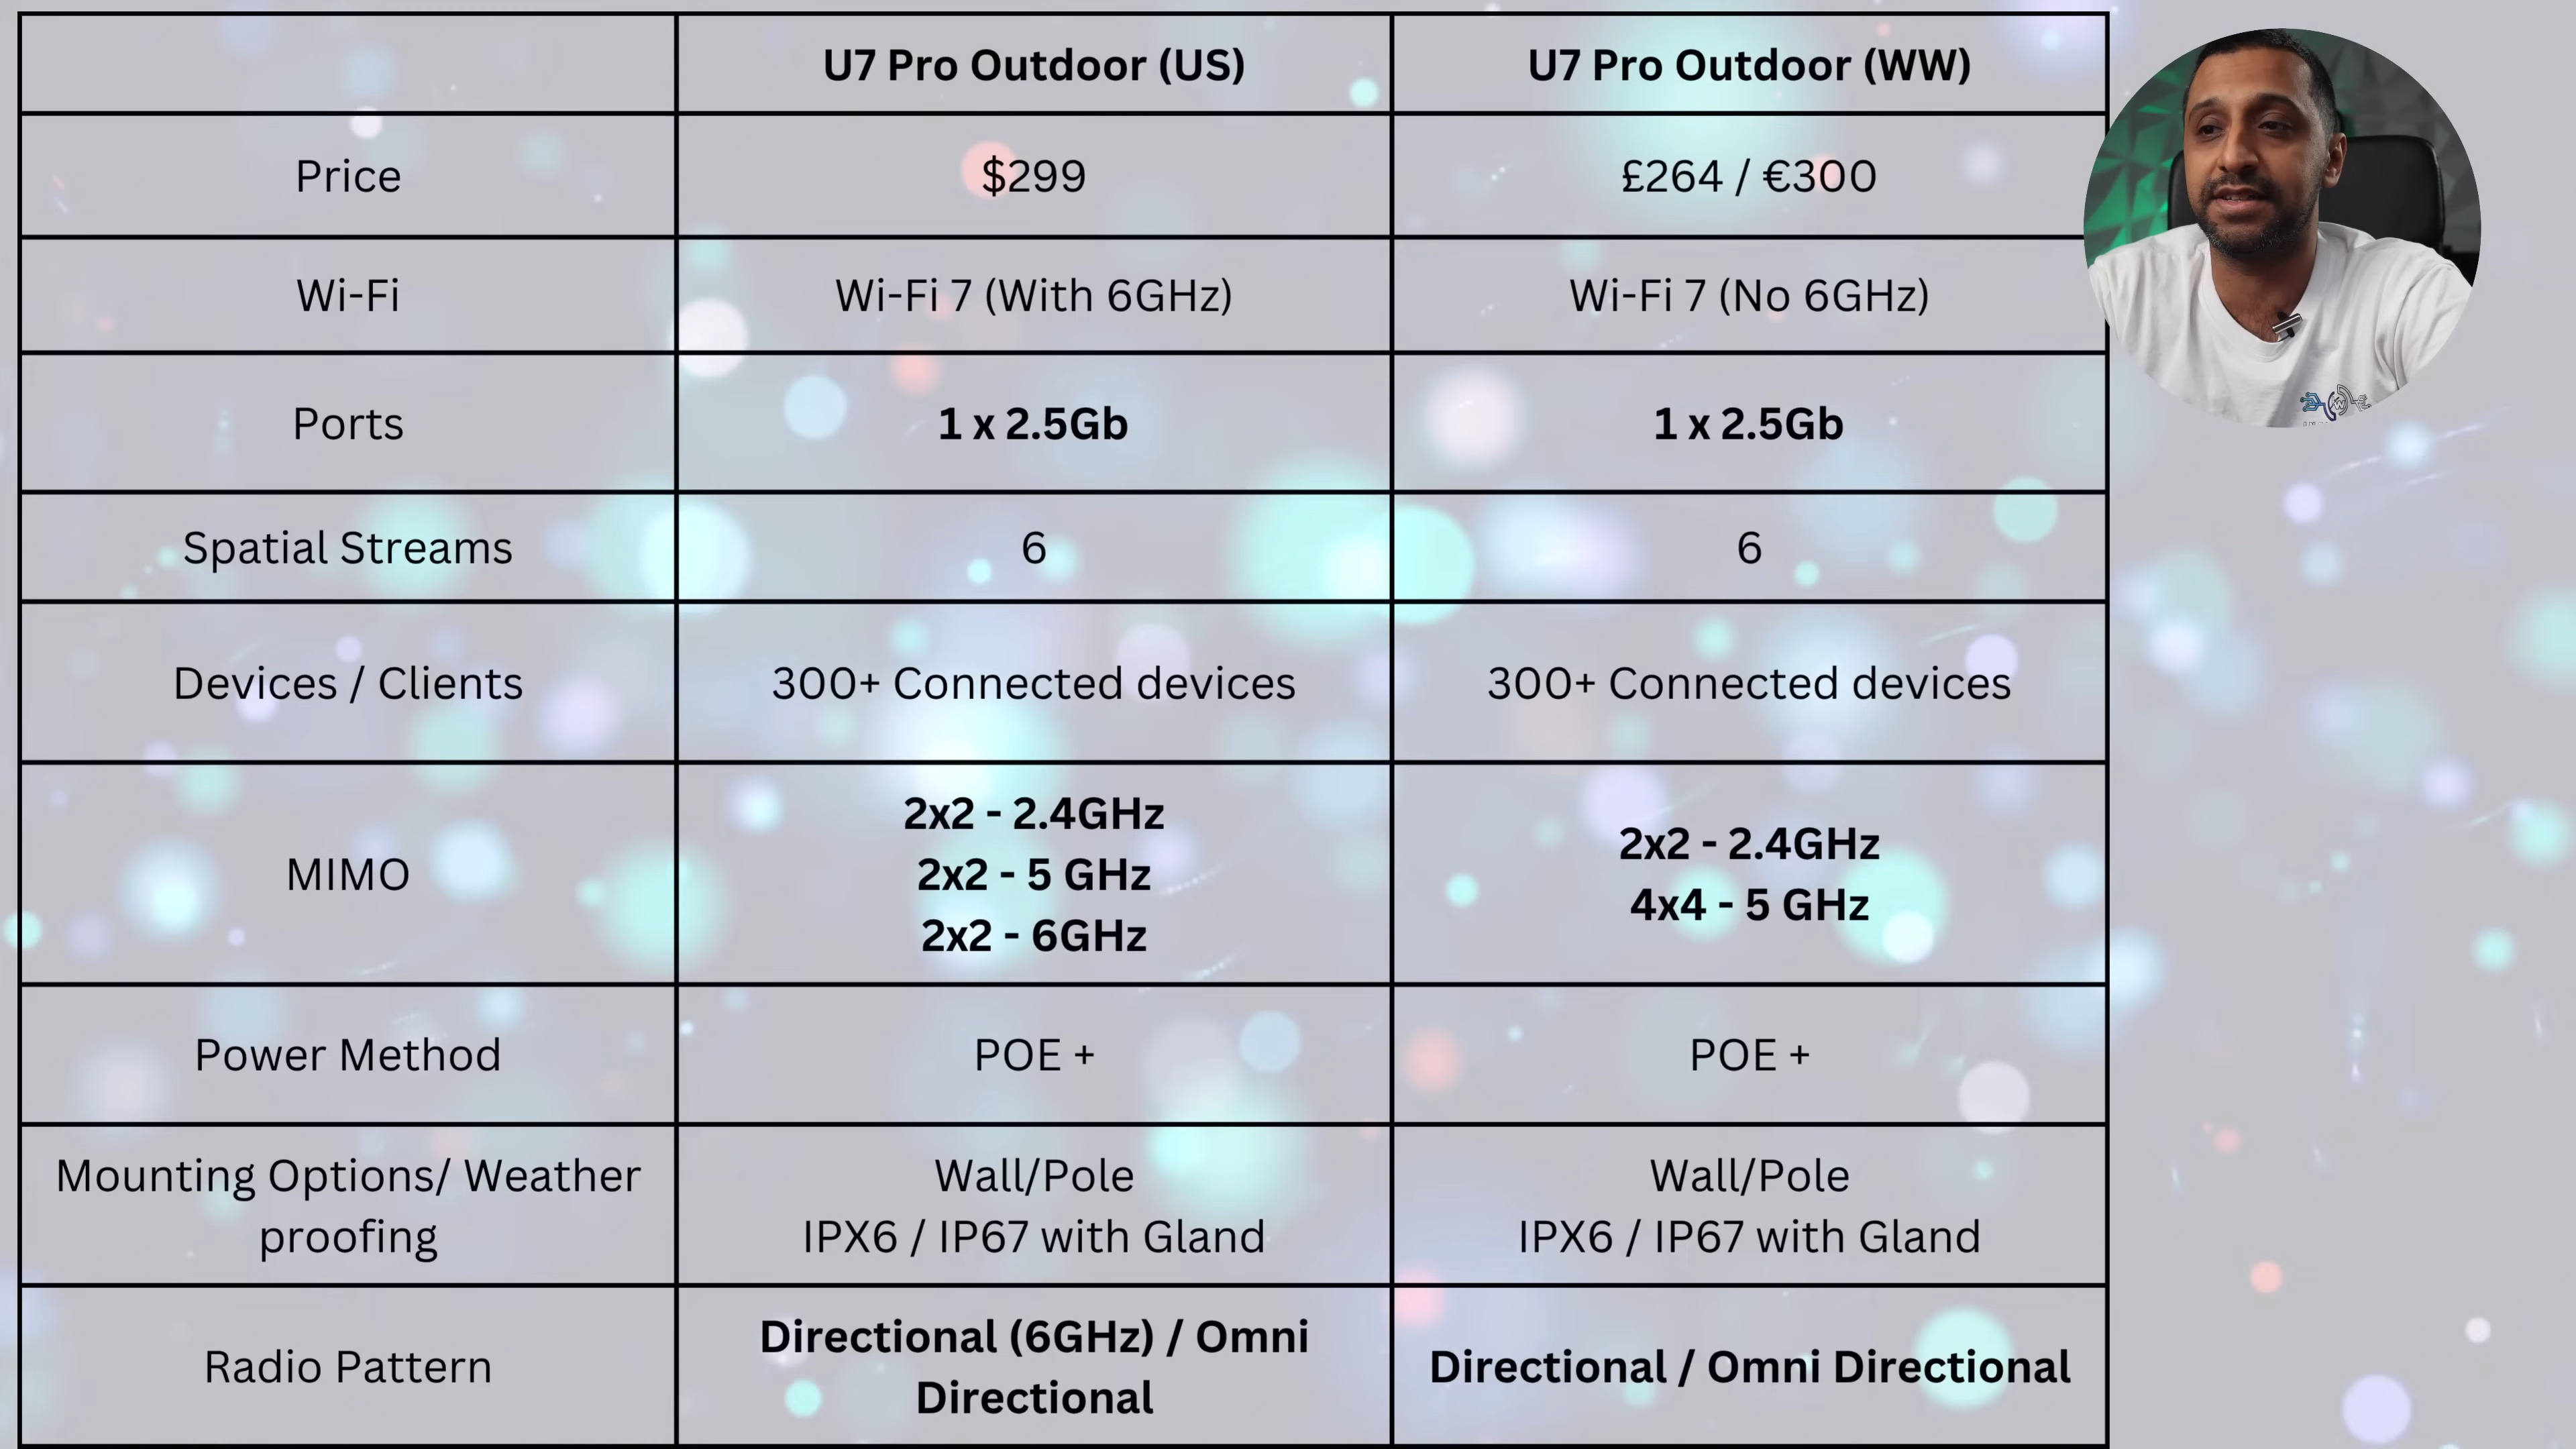 U7 Pro Outdoor (US)
U7 Pro Outdoor (WW)
Price
$299
£264 / €300
Wi-Fi
Wi-Fi 7 (With 6GHz)
Wi-Fi 7 (No 6GHz)
Ports
1 x 2.5Gb
1 x 2.5Gb
Spatial Streams
6
6
Devices / Clients
300+ Connected devices
300+ Connected devices
MIMO
2x2 - 2.4GHz
2x2 - 5 GHz
2x2 - 6GHz
2x2 - 2.4GHz
4x4 - 5 GHz
Power Method
POE +
POE +
Mounting Options/ Weather
proofing
Wall/Pole
IPX6 / IP67 with Gland
Wall/Pole
IPX6 / IP67 with Gland
Radio Pattern
Directional (6GHz) / Omni
Directional
Directional / Omni Directional